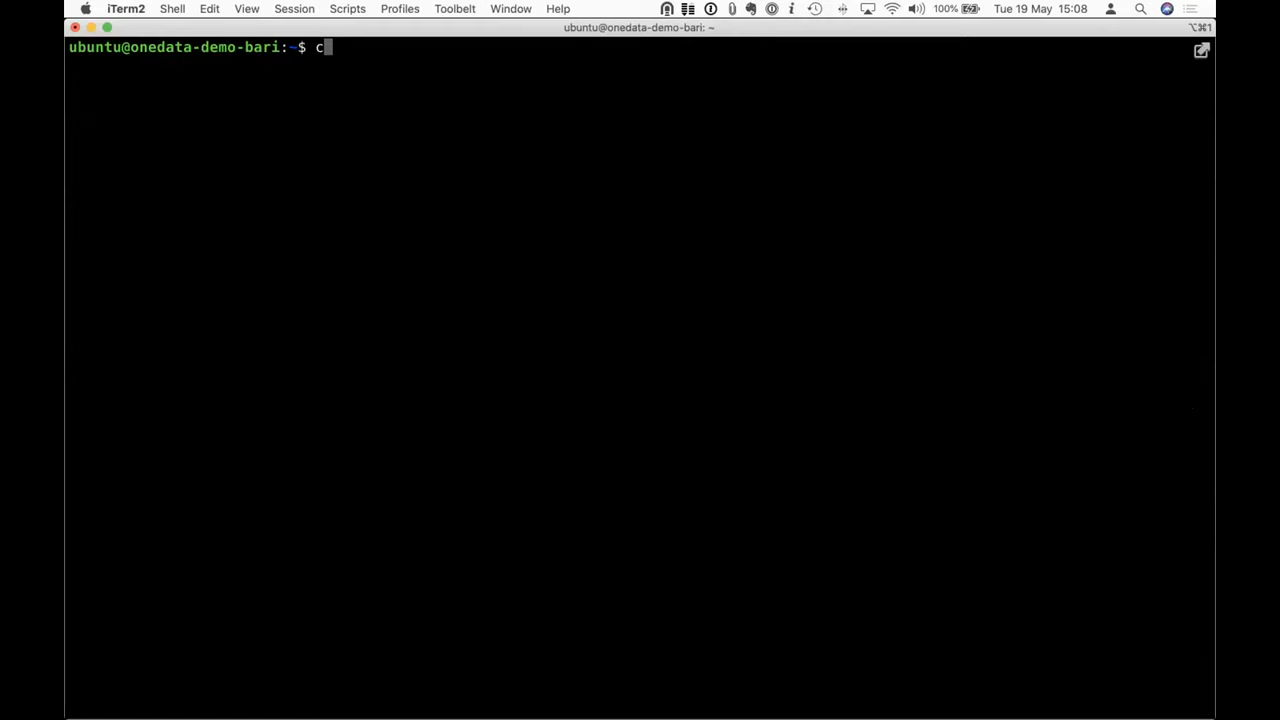 iTerm2 Shell Edit View Session Scripts Profiles Toolbelt Window Help 100% Tue 19 May 15:08
ubuntu@onedata-demo-bari: ~ ⌥⌘1
ubuntu@onedata-demo-bari:~$ c